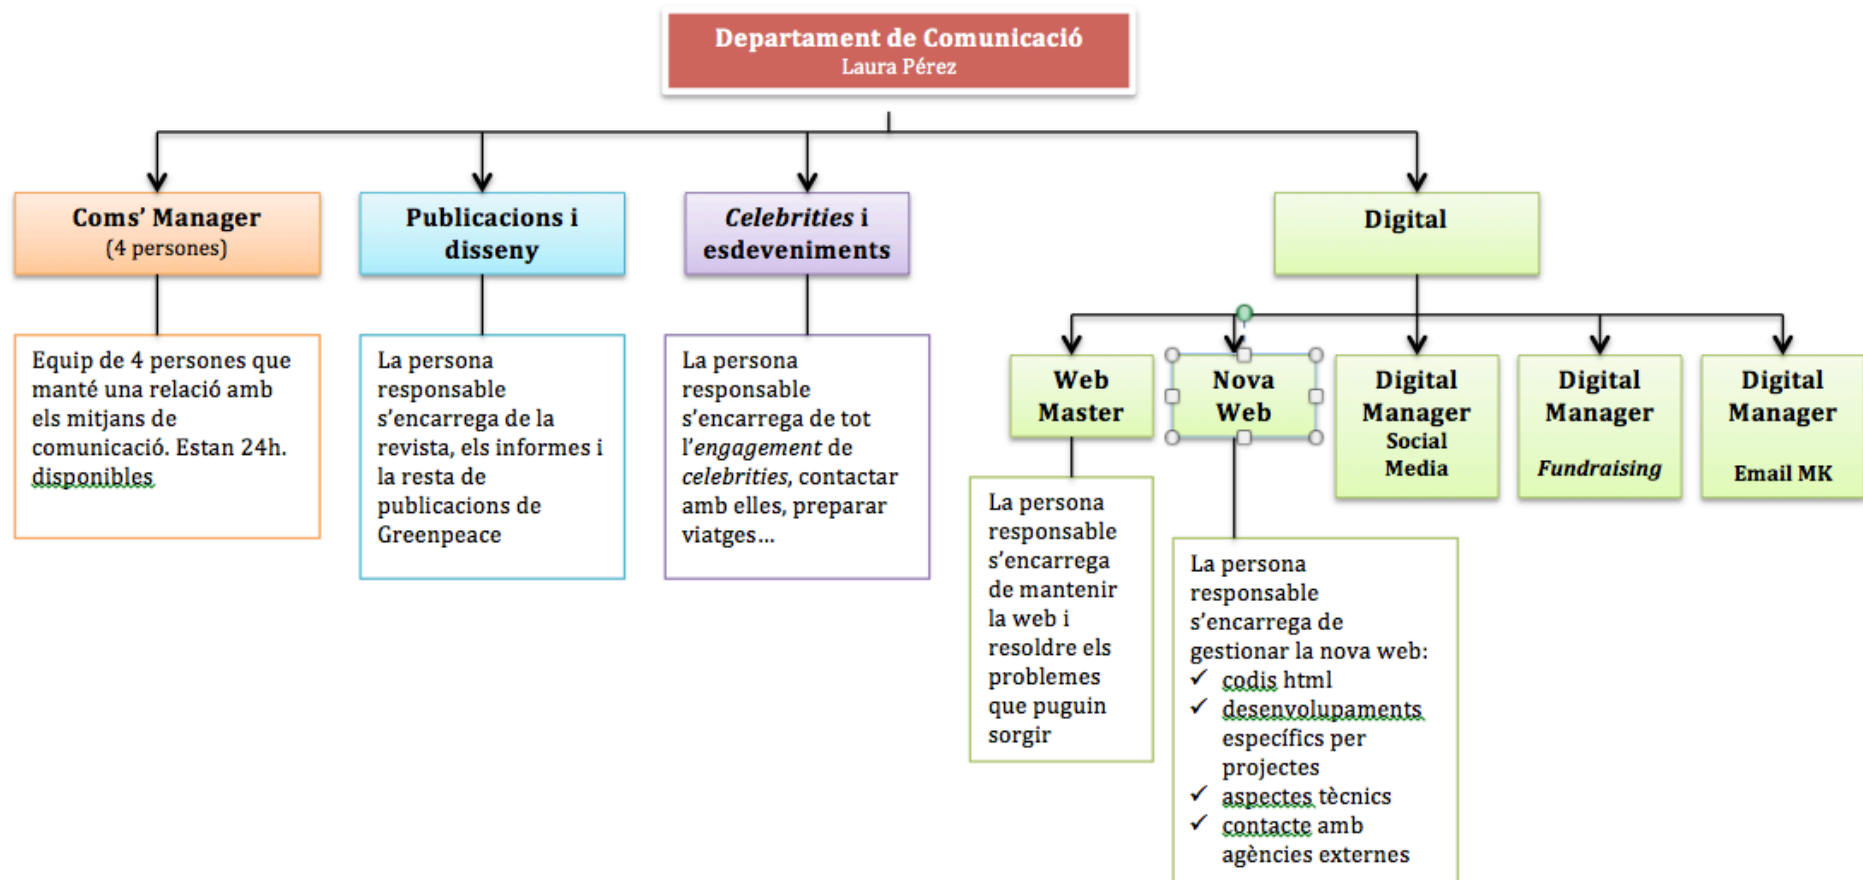 Departament de Comunicació
Laura Pérez
Coms’ Manager
(4 persones)
Publicacions i
disseny
Celebrities i
esdeveniments
Digital
Equip de 4 persones que
manté una relació amb
els mitjans de
comunicació. Estan 24h.
disponibles
La persona
responsable
s’encarrega de la
revista, els informes i
la resta de
publicacions de
Greenpeace
La persona
responsable
s’encarrega de tot
l’engagement de
celebrities, contactar
amb elles, preparar
viatges...
Web
Master
Nova
Web
Digital
Manager
Social
Media
Digital
Manager
Fundraising
Digital
Manager
Email MK
La persona
responsable
s’encarrega
de mantenir
la web i
resoldre els
problemes
que puguin
sorgir
La persona
responsable
s’encarrega de
gestionar la nova web:
✓ codis html
✓ desenvolupaments
específics per
projectes
✓ aspectes tècnics
✓ contacte amb
agències externes